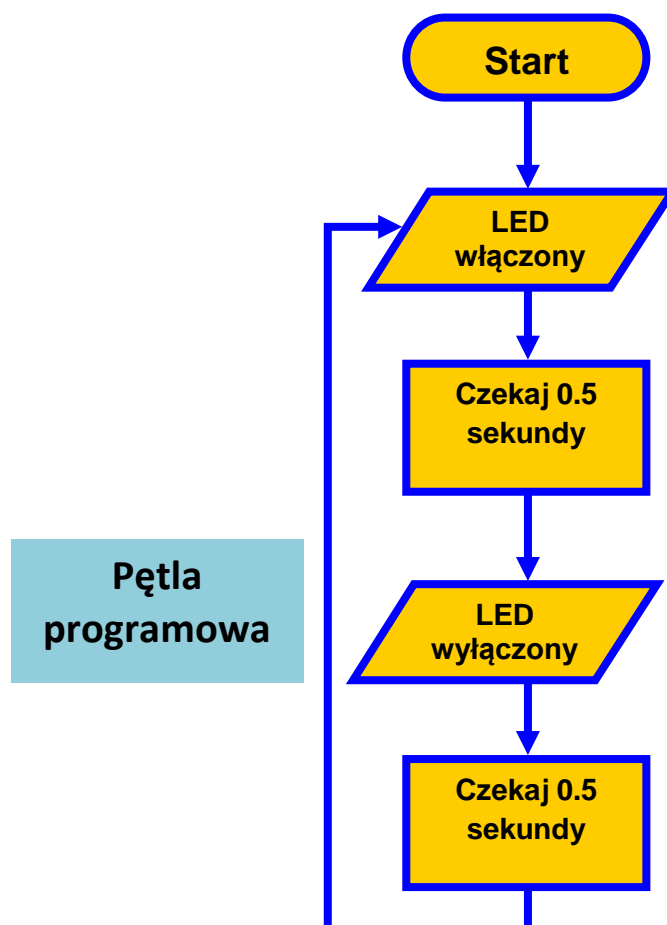 Start
LED
włączony
Czekaj 0.5
sekundy
Pętla
programowa
LED
wyłączony
Czekaj 0.5
sekundy